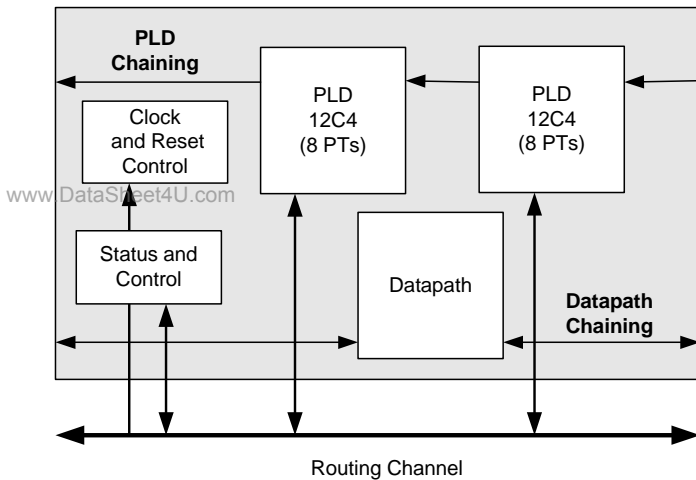 PLD
Chaining
PLD
12C4
(8 PTs)
PLD
12C4
(8 PTs)
Clock
and Reset
Control
www.DataSheet4U.com
Status and
Control
Datapath
Datapath
Chaining
Routing Channel